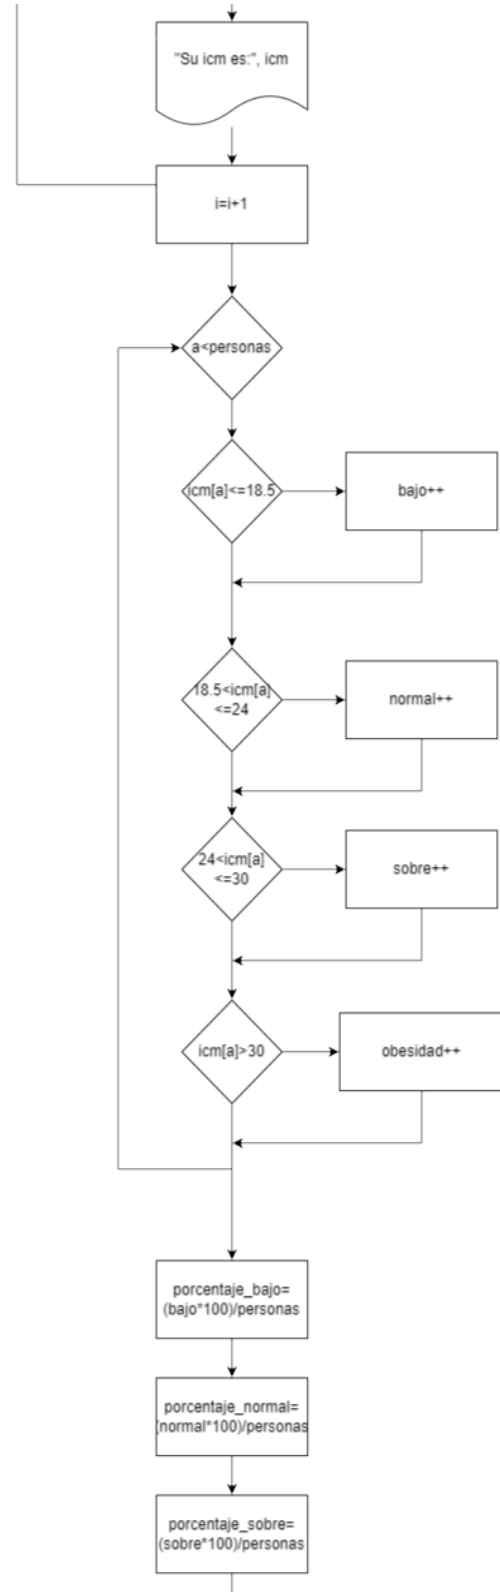 "Su icm es:", icm
i=i+1
a<personas
icm[a]<=18.5
bajo++
18.5<icm[a]
<=24
normal++
24<icm[a]
<=30
sobre++
icm[a]>30
obesidad++
porcentaje_bajo=
(bajo*100)/personas
porcentaje_normal=
(normal*100)/personas
porcentaje_sobre=
(sobre*100)/personas